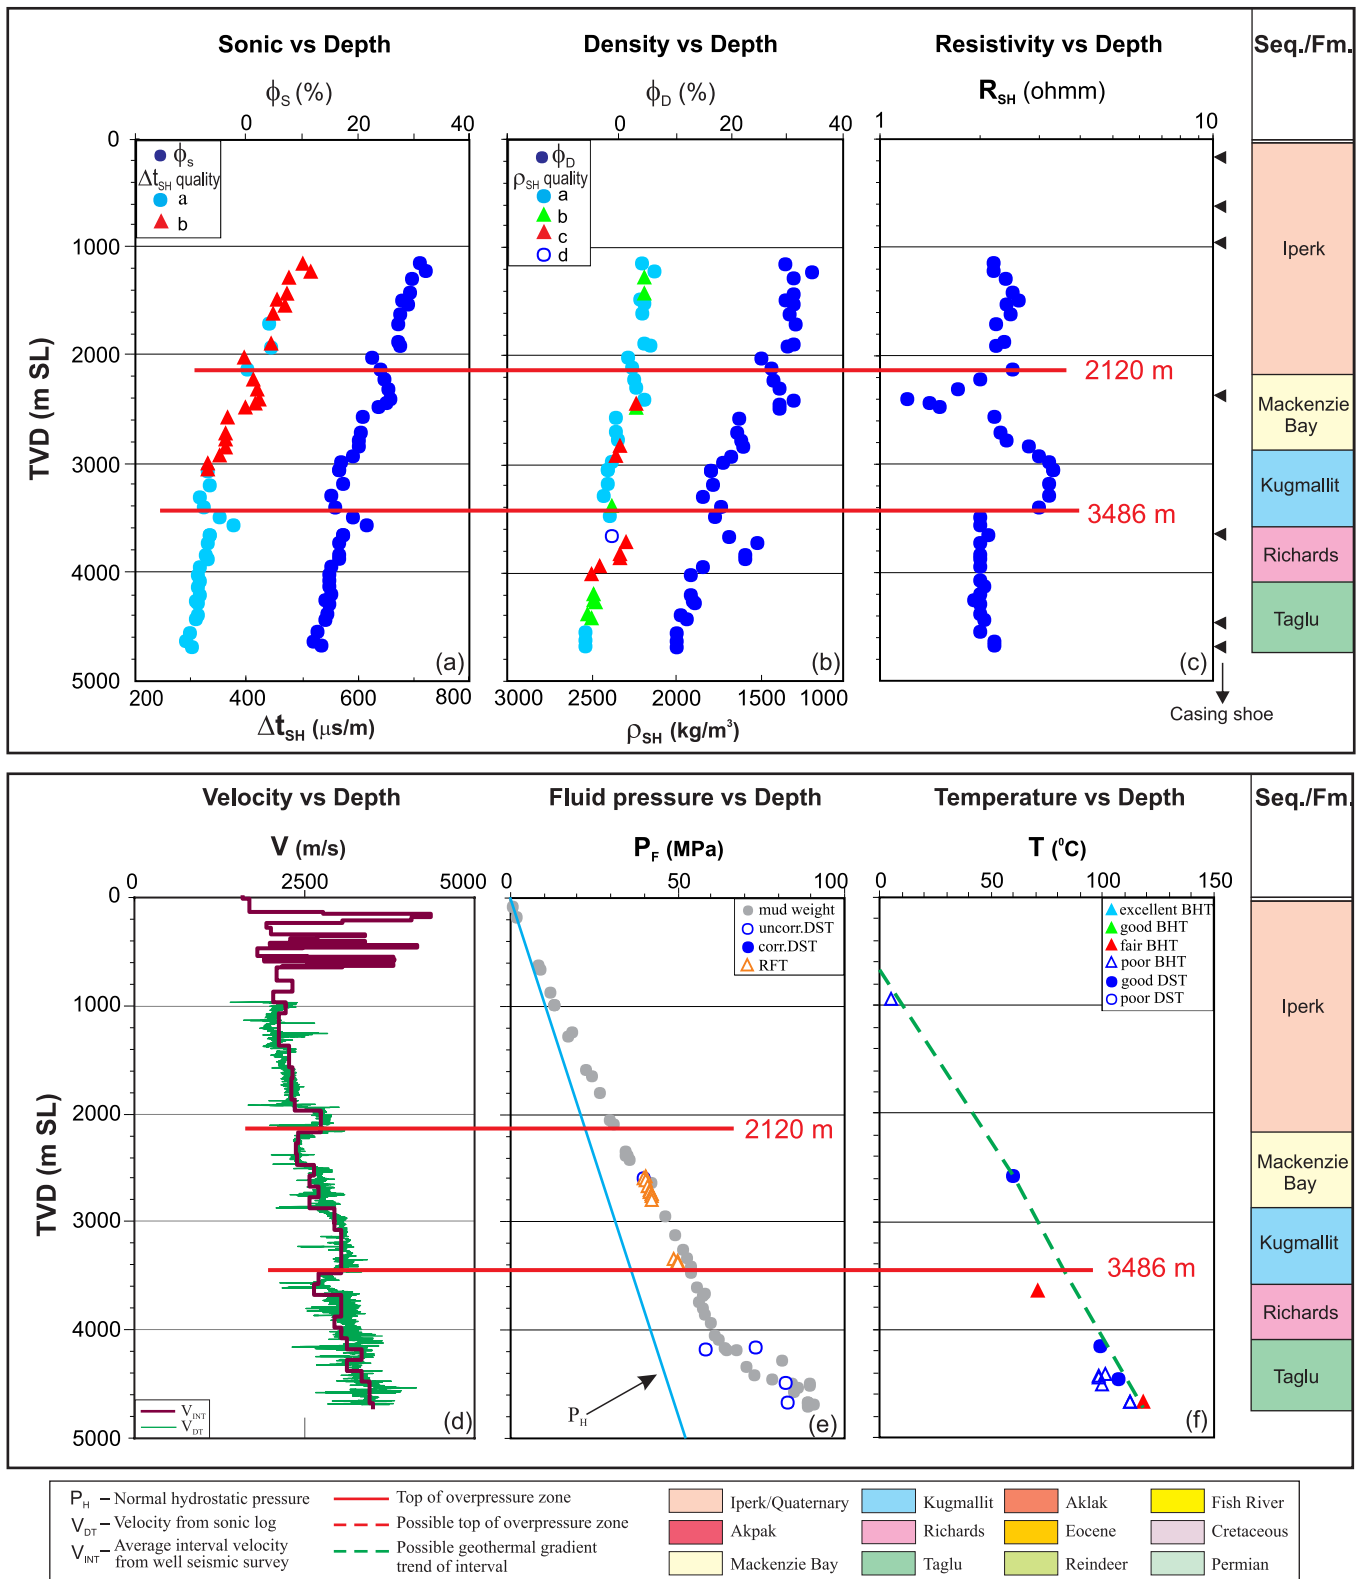 Sonic vs Depth
Density vs Depth
Resistivity vs Depth
Seq./Fm.
ϕS (%)
ϕD (%)
RSH (ohmm)
0 20 40
0 20 40
1 10
TVD (m SL)
0
1000
2000
3000
4000
5000
ϕs
ΔtSH quality
a
b
ϕD
ρSH quality
a
b
c
d
2120 m
3486 m
(a)
(b)
(c)
200 400 600 800
3000 2500 2000 1500 1000
ΔtSH (μs/m)
ρSH (kg/m³)
Casing shoe
Iperk
Mackenzie
Bay
Kugmallit
Richards
Taglu
Velocity vs Depth
Fluid pressure vs Depth
Temperature vs Depth
Seq./Fm.
V (m/s)
PF (MPa)
T (⁰C)
0 2500 5000
0 50 100
0 50 100 150
TVD (m SL)
0
1000
2000
3000
4000
5000
mud weight
uncorr.DST
corr.DST
RFT
excellent BHT
good BHT
fair BHT
poor BHT
good DST
poor DST
2120 m
3486 m
VINT
VDT
PH
(d)
(e)
(f)
Iperk
Mackenzie
Bay
Kugmallit
Richards
Taglu
PH – Normal hydrostatic pressure
VDT – Velocity from sonic log
VINT – Average interval velocity
from well seismic survey
Top of overpressure zone
Possible top of overpressure zone
Possible geothermal gradient
trend of interval
Iperk/Quaternary
Kugmallit
Aklak
Fish River
Akpak
Richards
Eocene
Cretaceous
Mackenzie Bay
Taglu
Reindeer
Permian